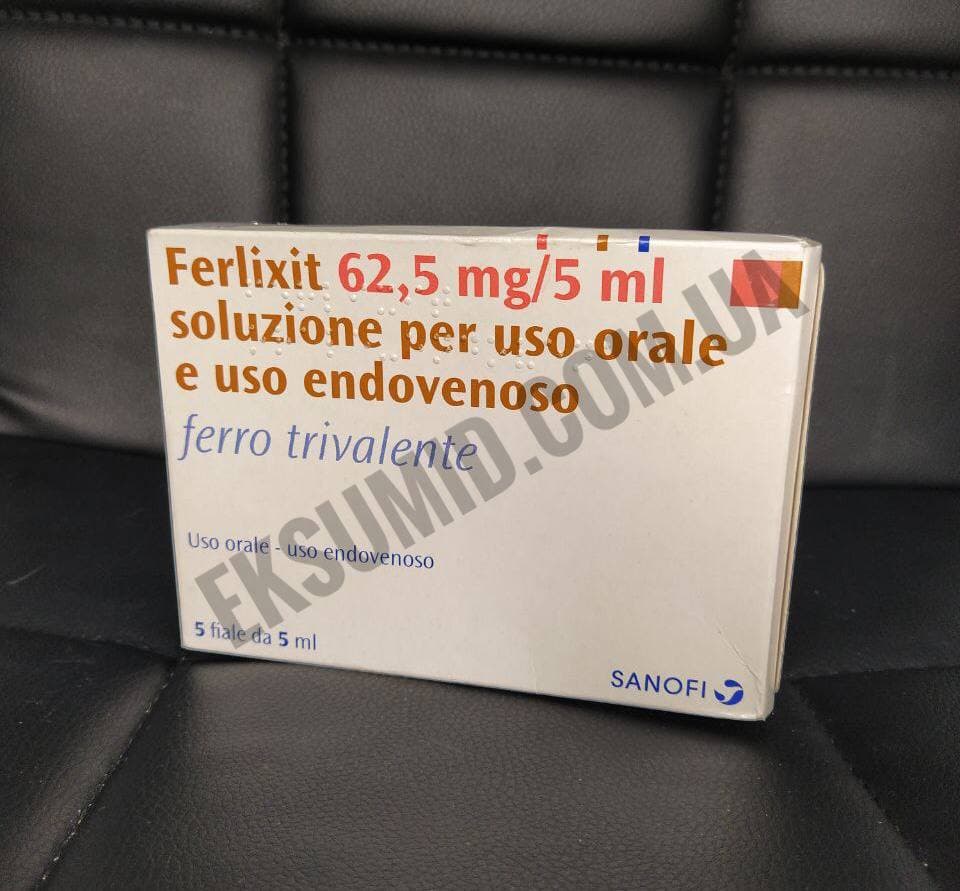 Ferlixit 62,5 mg/5 ml
soluzione per uso orale
e uso endovenoso
ferro trivalente
Uso orale - uso endovenoso
5 fiale da 5 ml
SANOFI
EKSUMID.COM.UA